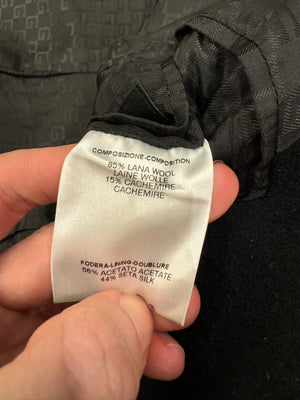 COMPOSIZIONE-COMPOSITION
85% LANA WOOL
LAINE WOLLE
15% CACHEMIRE
CACHEMIRE
FODERA-LINING-DOUBLURE
56% ACETATO ACETATE
44% SETA SILK